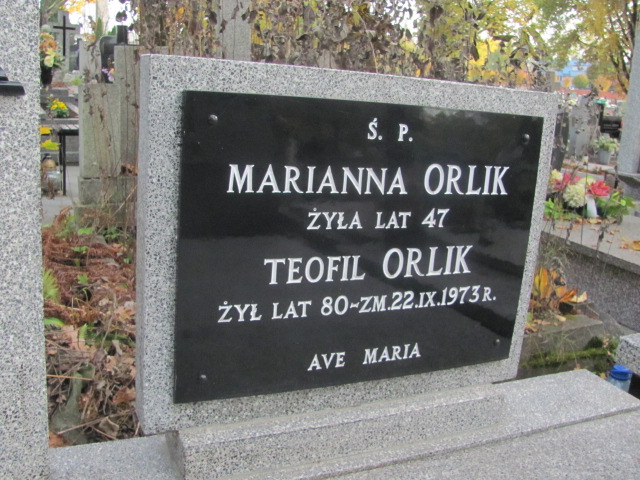 Ś. P.
MARIANNA ORLIK
ŻYŁA LAT 47
TEOFIL ORLIK
ŻYŁ LAT 80-ZM.22.IX.1973 R.
AVE MARIA